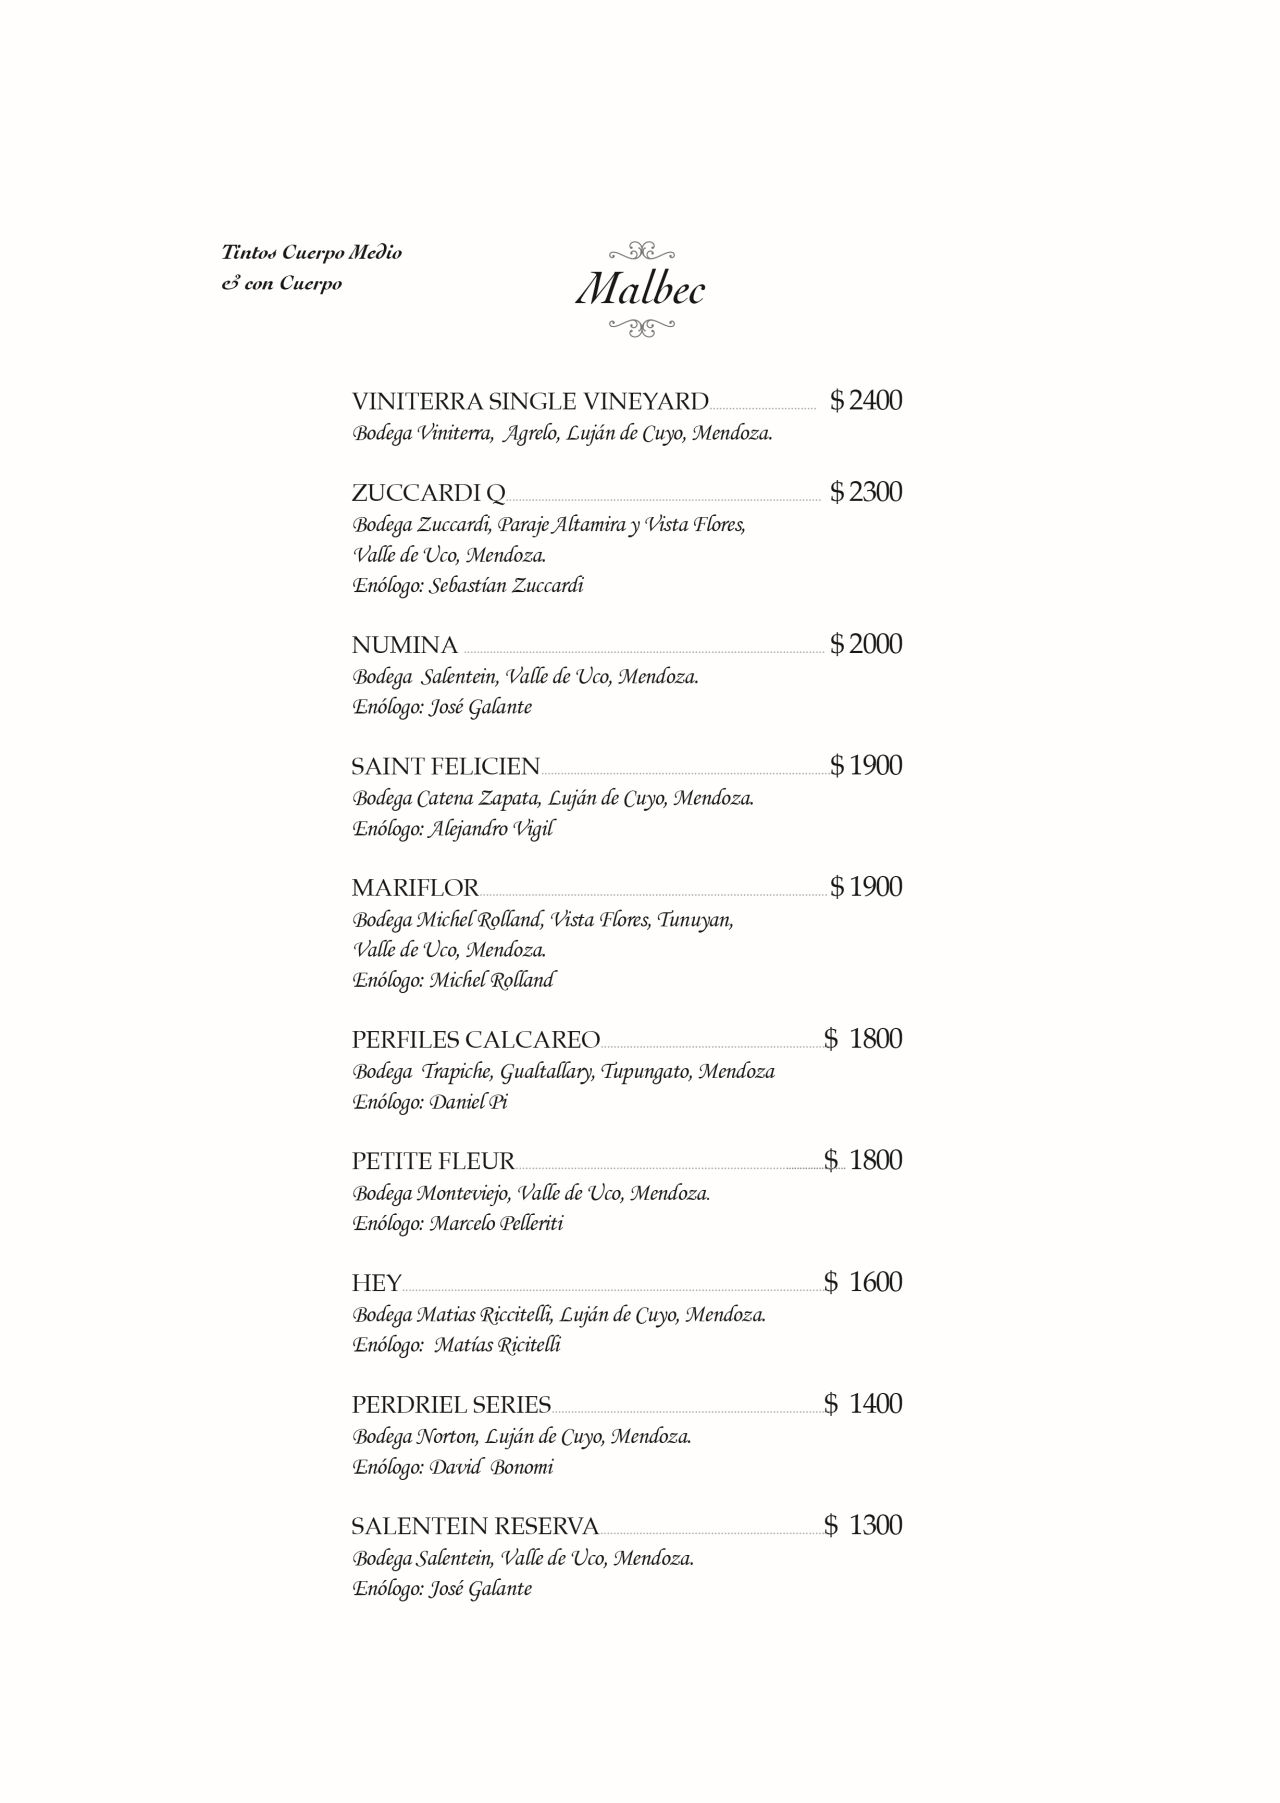 Tintos Cuerpo Medio
& con Cuerpo
Malbec
VINITERRA SINGLE VINEYARD $ 2400
Bodega Viniterra, Agrelo, Luján de Cuyo, Mendoza.
ZUCCARDI Q $ 2300
Bodega Zuccardi, Paraje Altamira y Vista Flores,
Valle de Uco, Mendoza.
Enólogo: Sebastían Zuccardi
NUMINA $ 2000
Bodega Salentein, Valle de Uco, Mendoza.
Enólogo: José Galante
SAINT FELICIEN $ 1900
Bodega Catena Zapata, Luján de Cuyo, Mendoza.
Enólogo: Alejandro Vigil
MARIFLOR $ 1900
Bodega Michel Rolland, Vista Flores, Tunuyan,
Valle de Uco, Mendoza.
Enólogo: Michel Rolland
PERFILES CALCAREO $ 1800
Bodega Trapiche, Gualtallary, Tupungato, Mendoza
Enólogo: Daniel Pi
PETITE FLEUR $ 1800
Bodega Monteviejo, Valle de Uco, Mendoza.
Enólogo: Marcelo Pelleriti
HEY $ 1600
Bodega Matias Riccitelli, Luján de Cuyo, Mendoza.
Enólogo: Matías Ricitelli
PERDRIEL SERIES $ 1400
Bodega Norton, Luján de Cuyo, Mendoza.
Enólogo: David Bonomi
SALENTEIN RESERVA $ 1300
Bodega Salentein, Valle de Uco, Mendoza.
Enólogo: José Galante